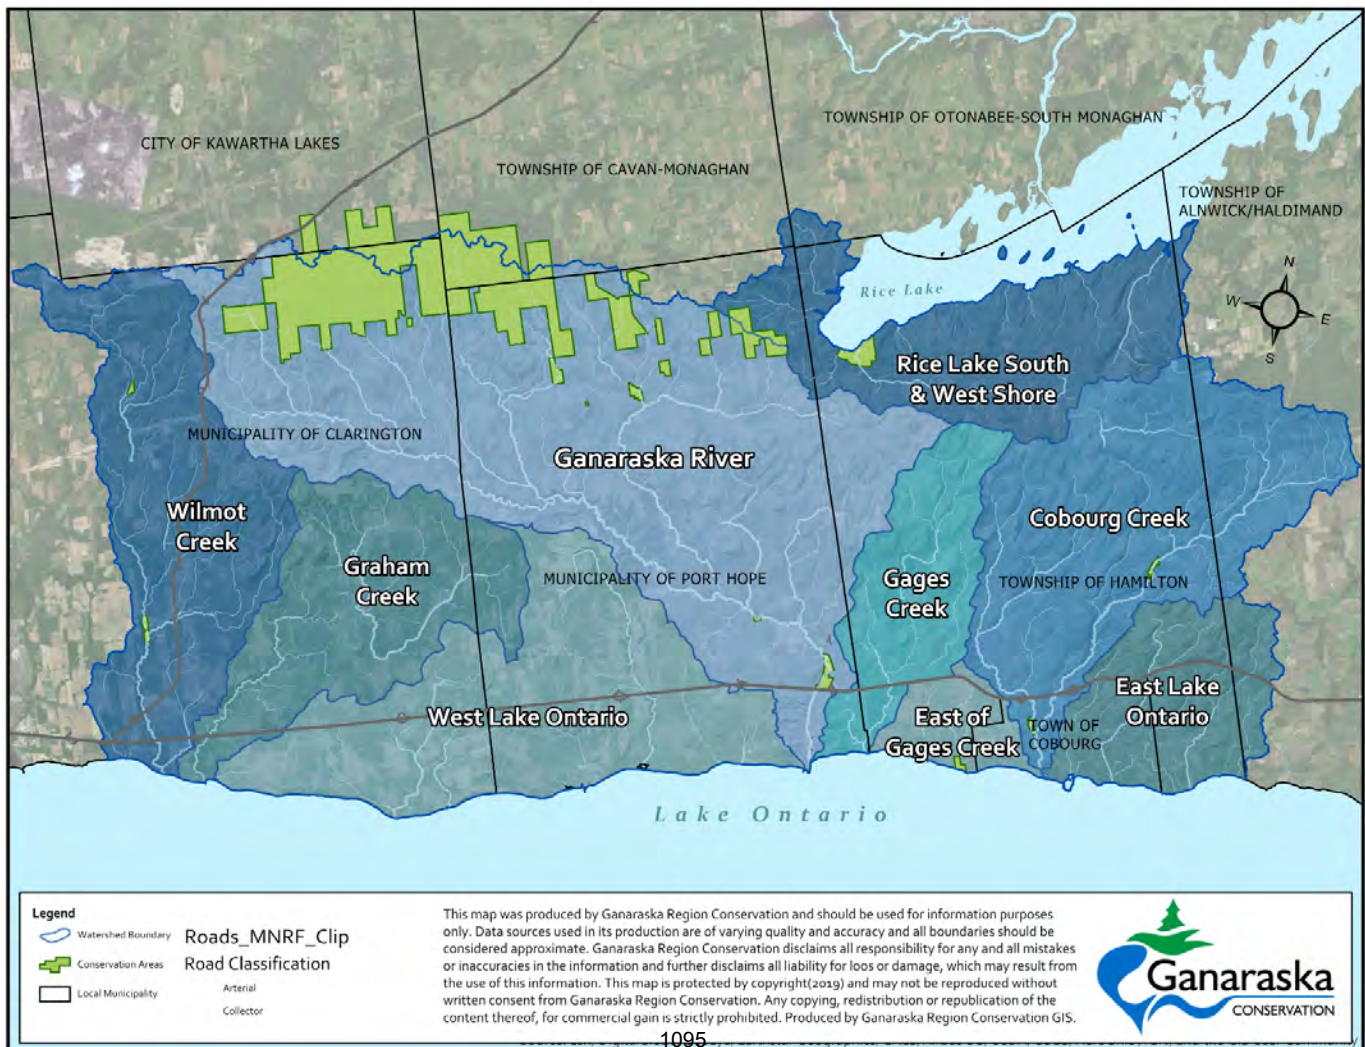 CITY OF KAWARTHA LAKES
TOWNSHIP OF CAVAN-MONAGHAN
TOWNSHIP OF OTONABEE-SOUTH MONAGHAN
TOWNSHIP OF
ALNWICK/HALDIMAND
N
W
E
S
Rice Lake
Rice Lake South
& West Shore
MUNICIPALITY OF CLARINGTON
Ganaraska River
Wilmot
Creek
Cobourg Creek
Graham
Creek
MUNICIPALITY OF PORT HOPE
Gages
Creek
TOWNSHIP OF HAMILTON
West Lake Ontario
East of
Gages Creek
TOWN OF
COBOURG
East Lake
Ontario
Lake Ontario
Legend
Watershed Boundary
Conservation Areas
Local Municipality
Roads_MNRF_Clip
Road Classification
Arterial
Collector
This map was produced by Ganaraska Region Conservation and should be used for information purposes
only. Data sources used in its production are of varying quality and accuracy and all boundaries should be
considered approximate. Ganaraska Region Conservation disclaims all responsibility for any and all mistakes
or inaccuracies in the information and further disclaims all liability for loos or damage, which may result from
the use of this information. This map is protected by copyright(2019) and may not be reproduced without
written consent from Ganaraska Region Conservation. Any copying, redistribution or republication of the
content thereof, for commercial gain is strictly prohibited. Produced by Ganaraska Region Conservation GIS.
Ganaraska
CONSERVATION
1095